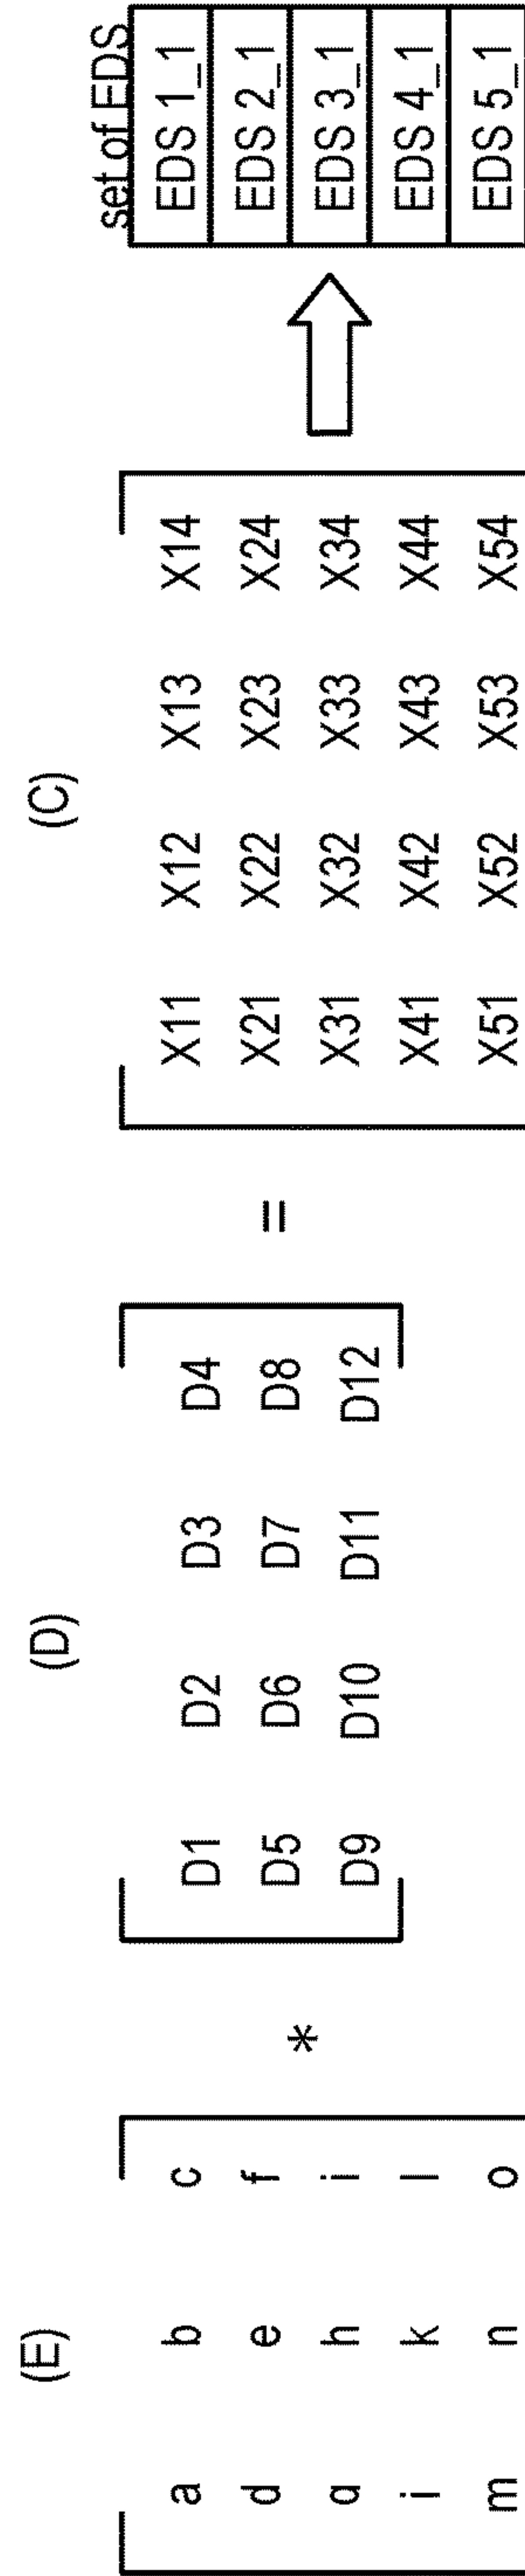 (E) (D) (C) set of EDS
a b c D1 D2 D3 D4 X11 X12 X13 X14 EDS 1_1
d e f * D5 D6 D7 D8 = X21 X22 X23 X24 EDS 2_1
g h i D9 D10 D11 D12 X31 X32 X33 X34 EDS 3_1
j k l X41 X42 X43 X44 EDS 4_1
m n o X51 X52 X53 X54 EDS 5_1